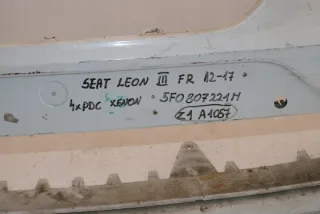 SEAT LEON III FR 12-17
4xPDC XENON 5F0807221M
Z1 A1057